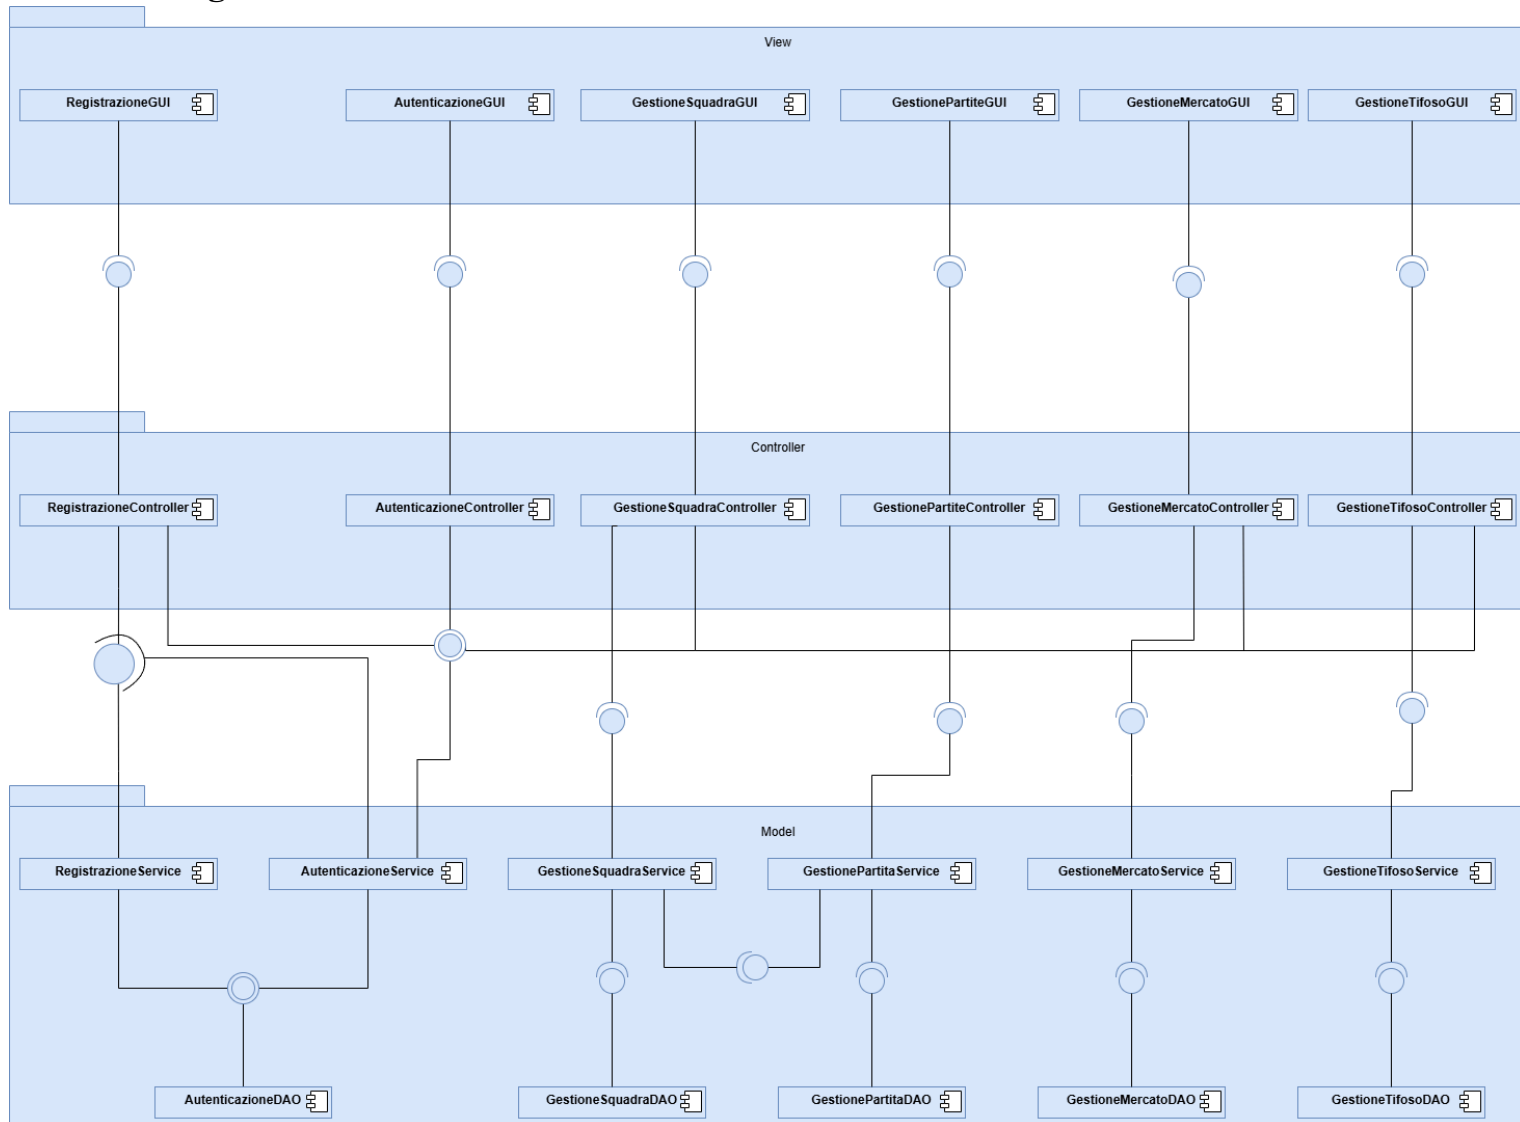 View
RegistrazioneGUI
AutenticazioneGUI
GestioneSquadraGUI
GestionePartiteGUI
GestioneMercatoGUI
GestioneTifosoGUI
Controller
RegistrazioneController
AutenticazioneController
GestioneSquadraController
GestionePartiteController
GestioneMercatoController
GestioneTifosoController
Model
RegistrazioneService
AutenticazioneService
GestioneSquadraService
GestionePartitaService
GestioneMercatoService
GestioneTifosoService
AutenticazioneDAO
GestioneSquadraDAO
GestionePartitaDAO
GestioneMercatoDAO
GestioneTifosoDAO